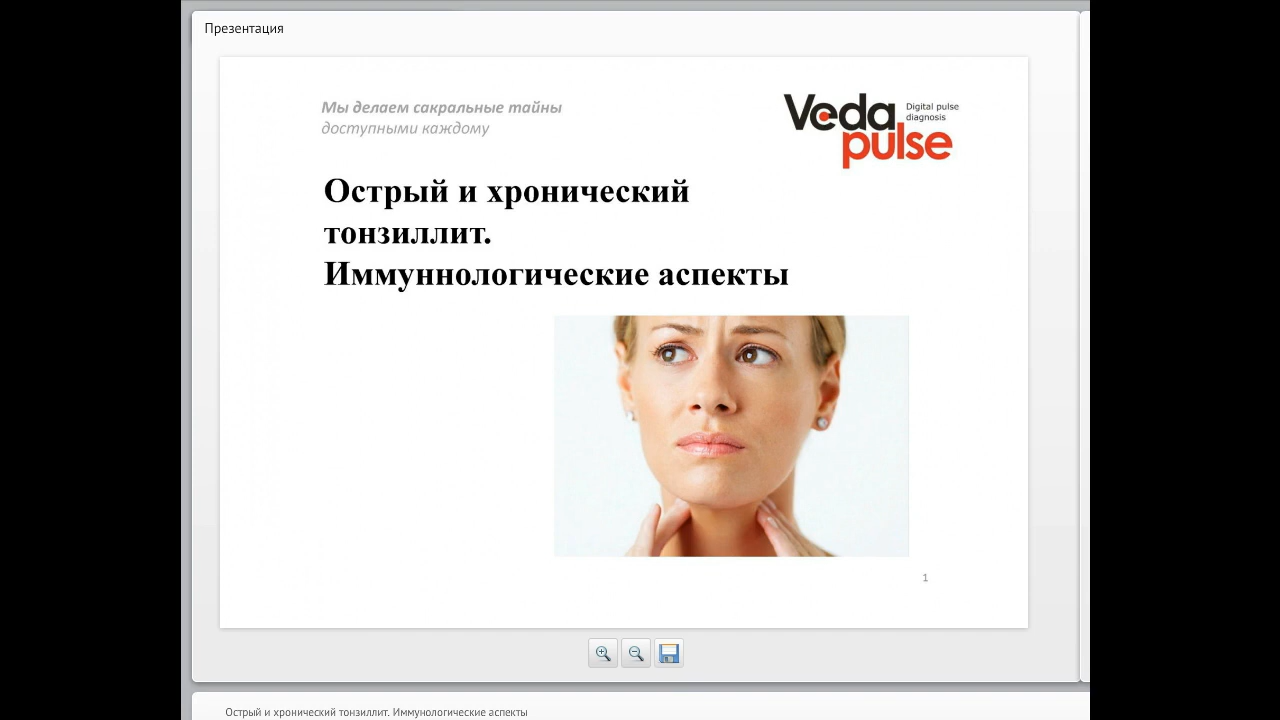 Презентация
Мы делаем сакральные тайны
доступными каждому
Veda
pulse
Digital pulse
diagnosis
Острый и хронический
тонзиллит.
Иммуннологические аспекты
1
Острый и хронический тонзиллит. Иммунологические аспекты